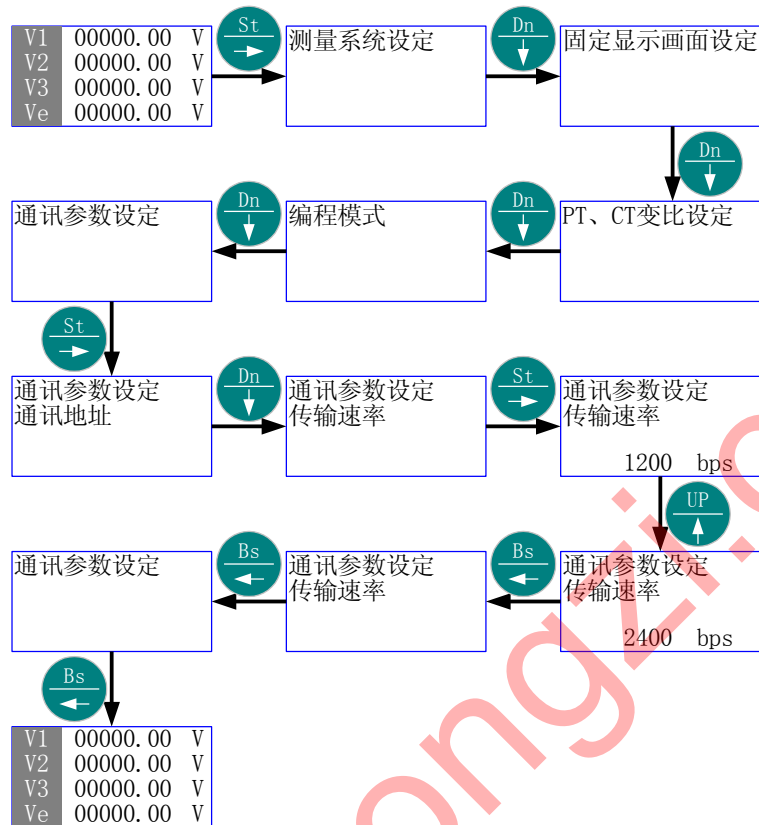 V1 00000.00 V
V2 00000.00 V
V3 00000.00 V
Ve 00000.00 V
St
测量系统设定
Dn
固定显示画面设定
Dn
PT、CT变比设定
Dn
编程模式
Dn
通讯参数设定
St
通讯参数设定
通讯地址
Dn
通讯参数设定
传输速率
St
通讯参数设定
传输速率
1200 bps
UP
通讯参数设定
传输速率
2400 bps
Bs
通讯参数设定
传输速率
Bs
通讯参数设定
Bs
V1 00000.00 V
V2 00000.00 V
V3 00000.00 V
Ve 00000.00 V